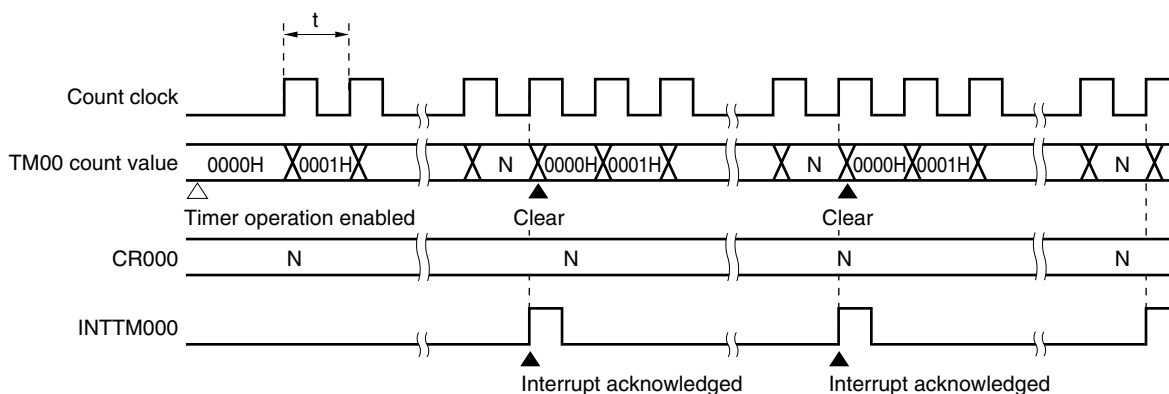 t
Count clock
TM00 count value 0000H 0001H N 0000H 0001H N 0000H 0001H N
Timer operation enabled Clear Clear
CR000 N N N N
INTTM000
Interrupt acknowledged Interrupt acknowledged